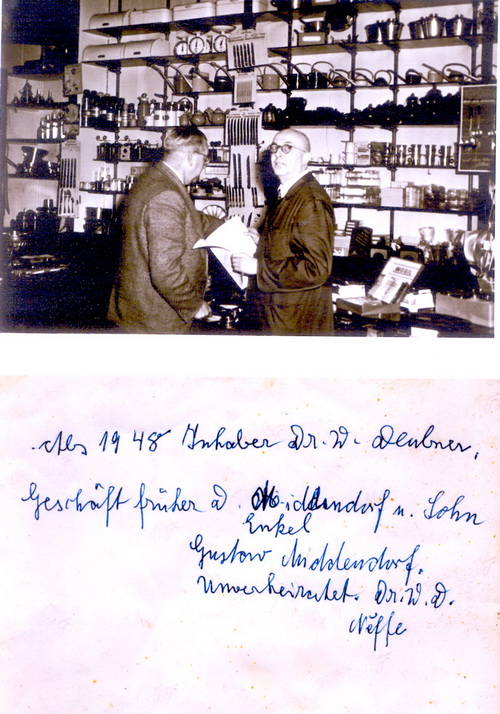 Ab 1948 Inhaber Dr. W. Deubner,
Geschäft früher D. Middendorf u. Sohn
Enkel
Gustav Middendorf.
Unverheiratet. Dr. W. D.
Neffe